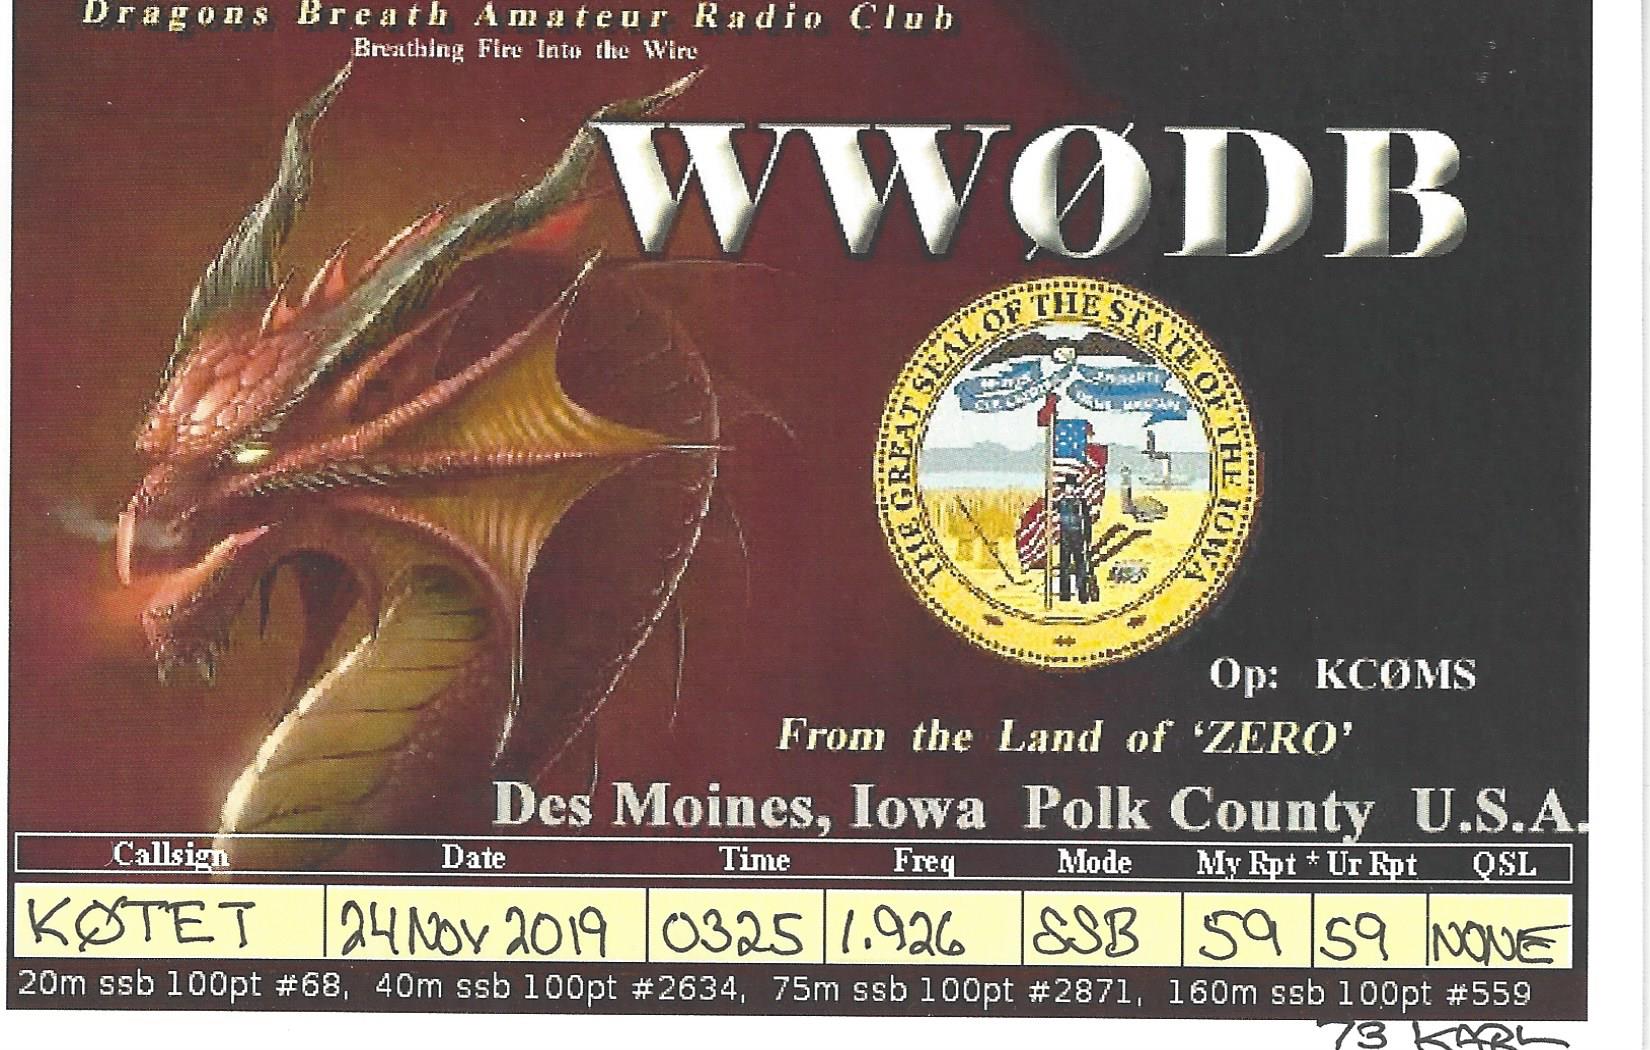 Dragons Breath Amateur Radio Club
Breathing Fire Into the Wire
WWØDB
THE GREAT SEAL OF THE STATE OF THE IOWA
Op: KCØMS
From the Land of ‘ZERO’
Des Moines, Iowa Polk County U.S.A.
Callsign Date Time Freq Mode My Rpt * Ur Rpt QSL
KØTET 24 NOV 2019 0325 1.926 SSB 59 59 NONE
20m ssb 100pt #68, 40m ssb 100pt #2634, 75m ssb 100pt #2871, 160m ssb 100pt #559
73 KARL